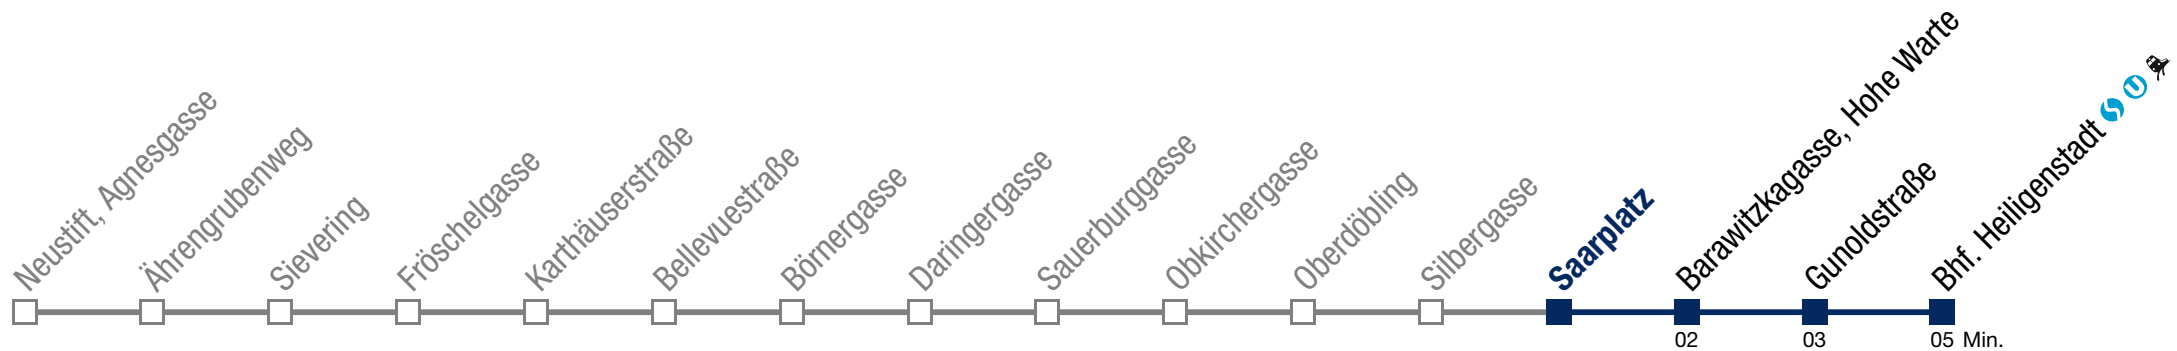 Neustift, Agnesgasse
Ährengrubenweg
Sievering
Fröschelgasse
Karthäuserstraße
Bellevuestraße
Börnergasse
Daringergasse
Sauerburggasse
Obkirchergasse
Oberdöbling
Silbergasse
Saarplatz
Barawitzkagasse, Hohe Warte
Gunoldstraße
Bhf. Heiligenstadt S U
02 03 05 Min.